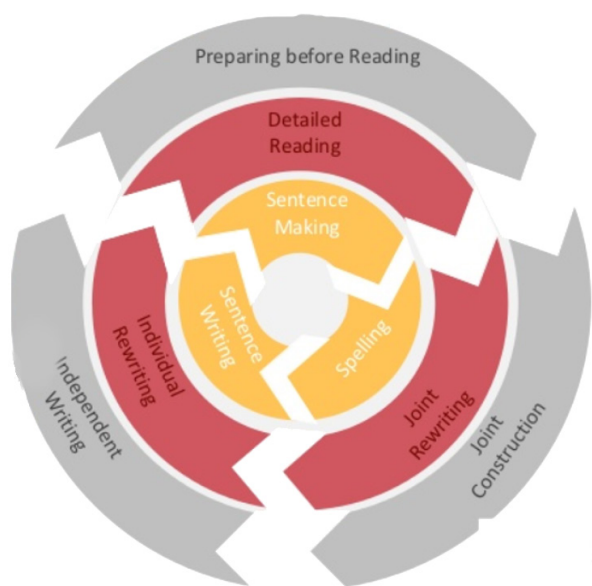 Preparing before Reading
Detailed
Reading
Sentence
Making
Sentence
Writing
Spelling
Individual
Rewriting
Joint
Rewriting
Independent
Writing
Joint
Construction